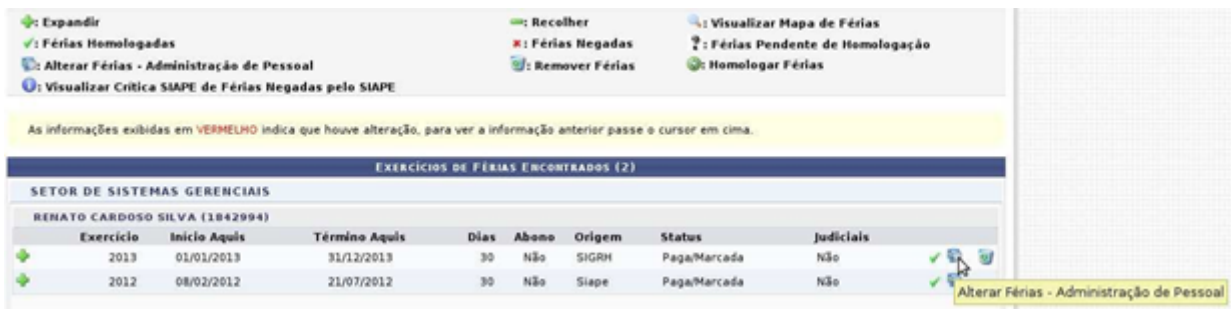 : Expandir : Recolher : Visualizar Mapa de Férias
: Férias Homologadas : Férias Negadas ?: Férias Pendente de Homologação
: Alterar Férias - Administração de Pessoal : Remover Férias : Homologar Férias
: Visualizar Crítica SIAPE de Férias Negadas pelo SIAPE
As informações exibidas em VERMELHO indica que houve alteração, para ver a informação anterior passe o cursor em cima.
EXERCÍCIOS DE FÉRIAS ENCONTRADOS (2)
SETOR DE SISTEMAS GERENCIAIS
RENATO CARDOSO SILVA (1842994)
Exercício Início Aquis Término Aquis Dias Abono Origem Status Judiciais
2013 01/01/2013 31/12/2013 30 Não SIGRH Paga/Marcada Não
2012 08/02/2012 21/07/2012 30 Não Siape Paga/Marcada Não
Alterar Férias - Administração de Pessoal